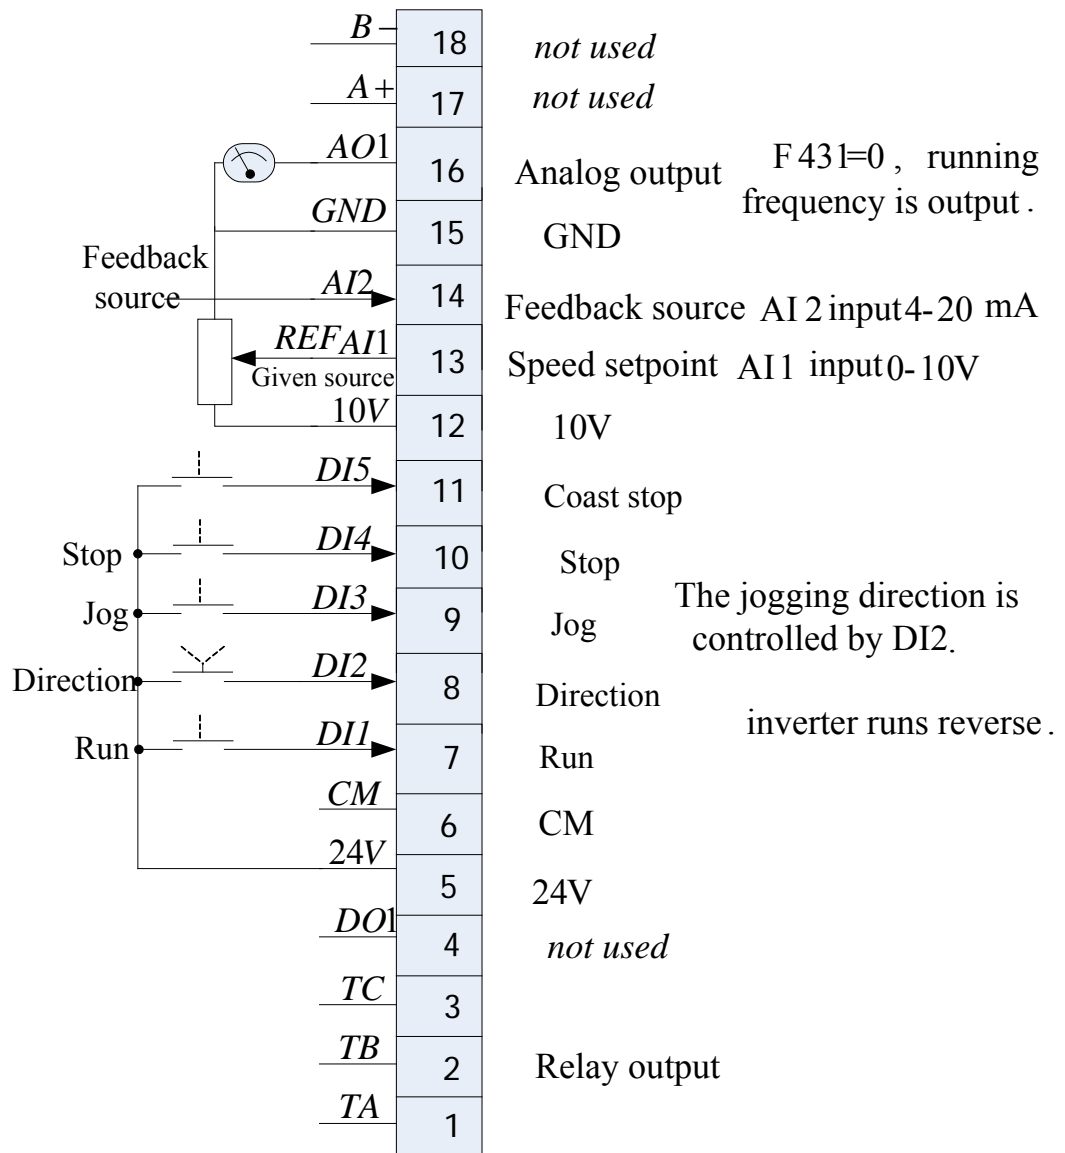 B−
18
not used
A+
17
not used
AO1
16
Analog output
F431=0 , running
frequency is output .
GND
15
GND
Feedback
source
AI2
14
Feedback source AI 2 input 4-20 mA
REF AI1
Given source
13
Speed setpoint AI 1 input 0-10V
10V
12
10V
DI5
11
Coast stop
Stop
DI4
10
Stop
Jog
DI3
9
Jog
The jogging direction is
controlled by DI2.
Direction
DI2
8
Direction
inverter runs reverse .
Run
DI1
7
Run
CM
6
CM
24V
5
24V
DO1
4
not used
TC
3
TB
2
Relay output
TA
1